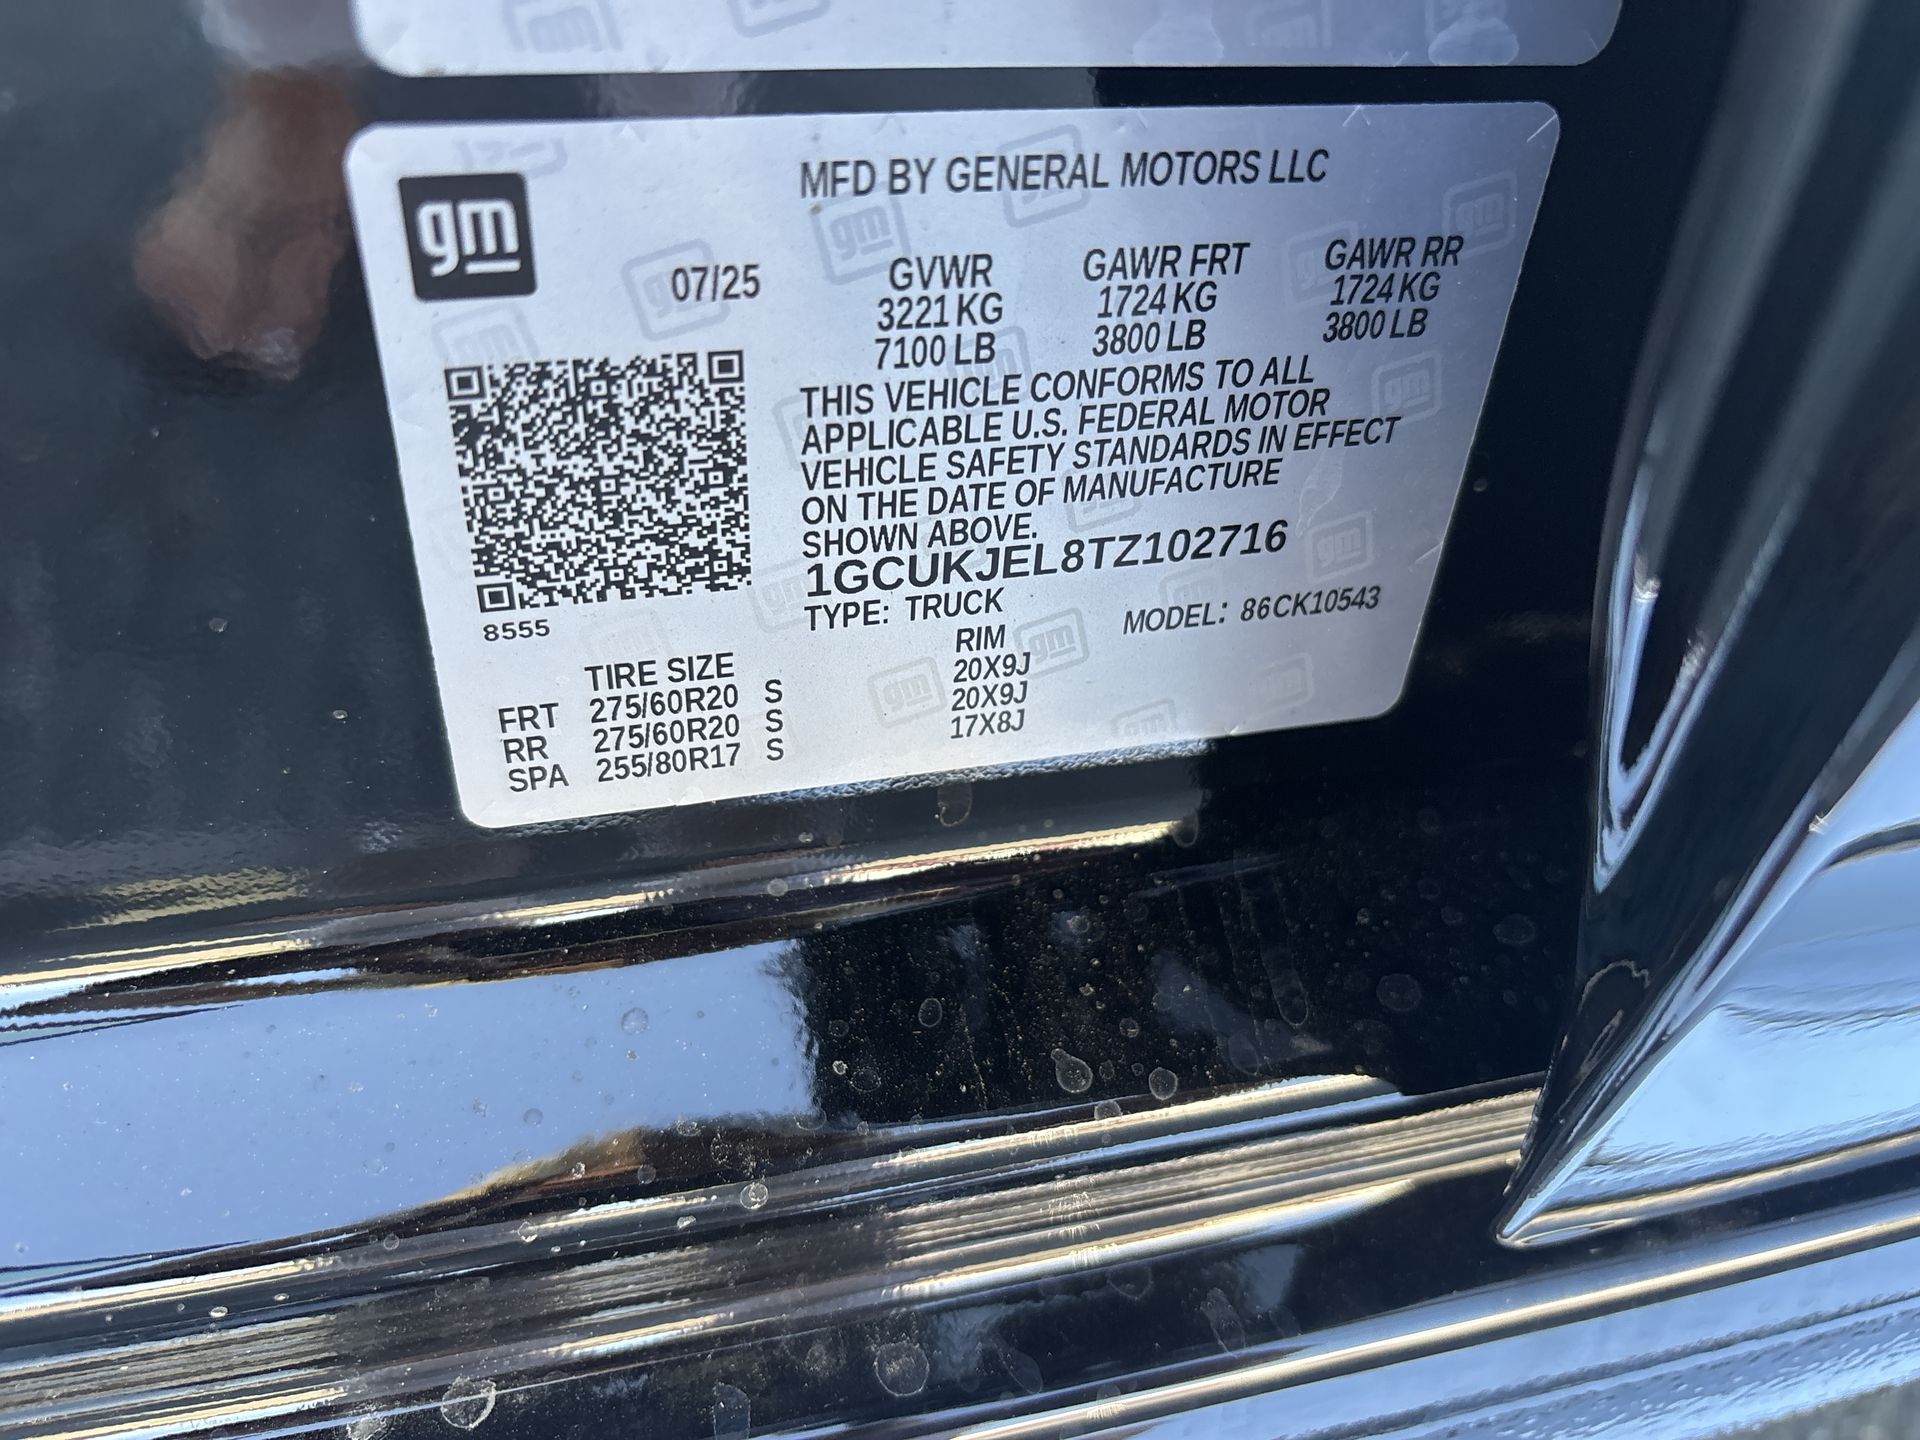 gm
MFD BY GENERAL MOTORS LLC
07/25
GVWR GAWR FRT GAWR RR
3221 KG 1724 KG 1724 KG
7100 LB 3800 LB 3800 LB
THIS VEHICLE CONFORMS TO ALL
APPLICABLE U.S. FEDERAL MOTOR
VEHICLE SAFETY STANDARDS IN EFFECT
ON THE DATE OF MANUFACTURE
SHOWN ABOVE.
1GCUKJEL8TZ102716
TYPE: TRUCK MODEL: 86CK10543
8555
TIRE SIZE RIM
FRT 275/60R20 S 20X9J
RR 275/60R20 S 20X9J
SPA 255/80R17 S 17X8J